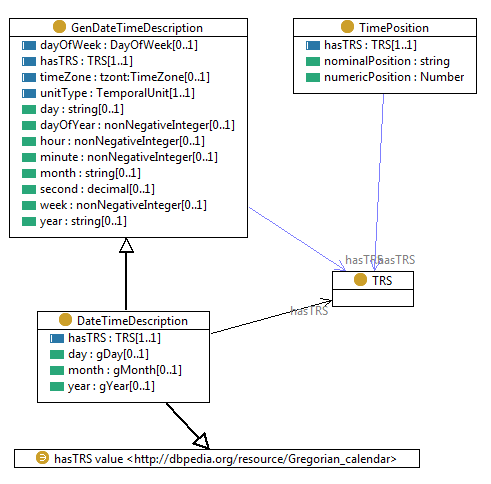 GenDateTimeDescription
dayOfWeek : DayOfWeek[0..1]
hasTRS : TRS[1..1]
timeZone : tzont:TimeZone[0..1]
unitType : TemporalUnit[1..1]
day : string[0..1]
dayOfYear : nonNegativeInteger[0..1]
hour : nonNegativeInteger[0..1]
minute : nonNegativeInteger[0..1]
month : string[0..1]
second : decimal[0..1]
week : nonNegativeInteger[0..1]
year : string[0..1]
TimePosition
hasTRS : TRS[1..1]
nominalPosition : string
numericPosition : Number
hasTRS
hasTRS
TRS
hasTRS
DateTimeDescription
hasTRS : TRS[1..1]
day : gDay[0..1]
month : gMonth[0..1]
year : gYear[0..1]
hasTRS value <http://dbpedia.org/resource/Gregorian_calendar>